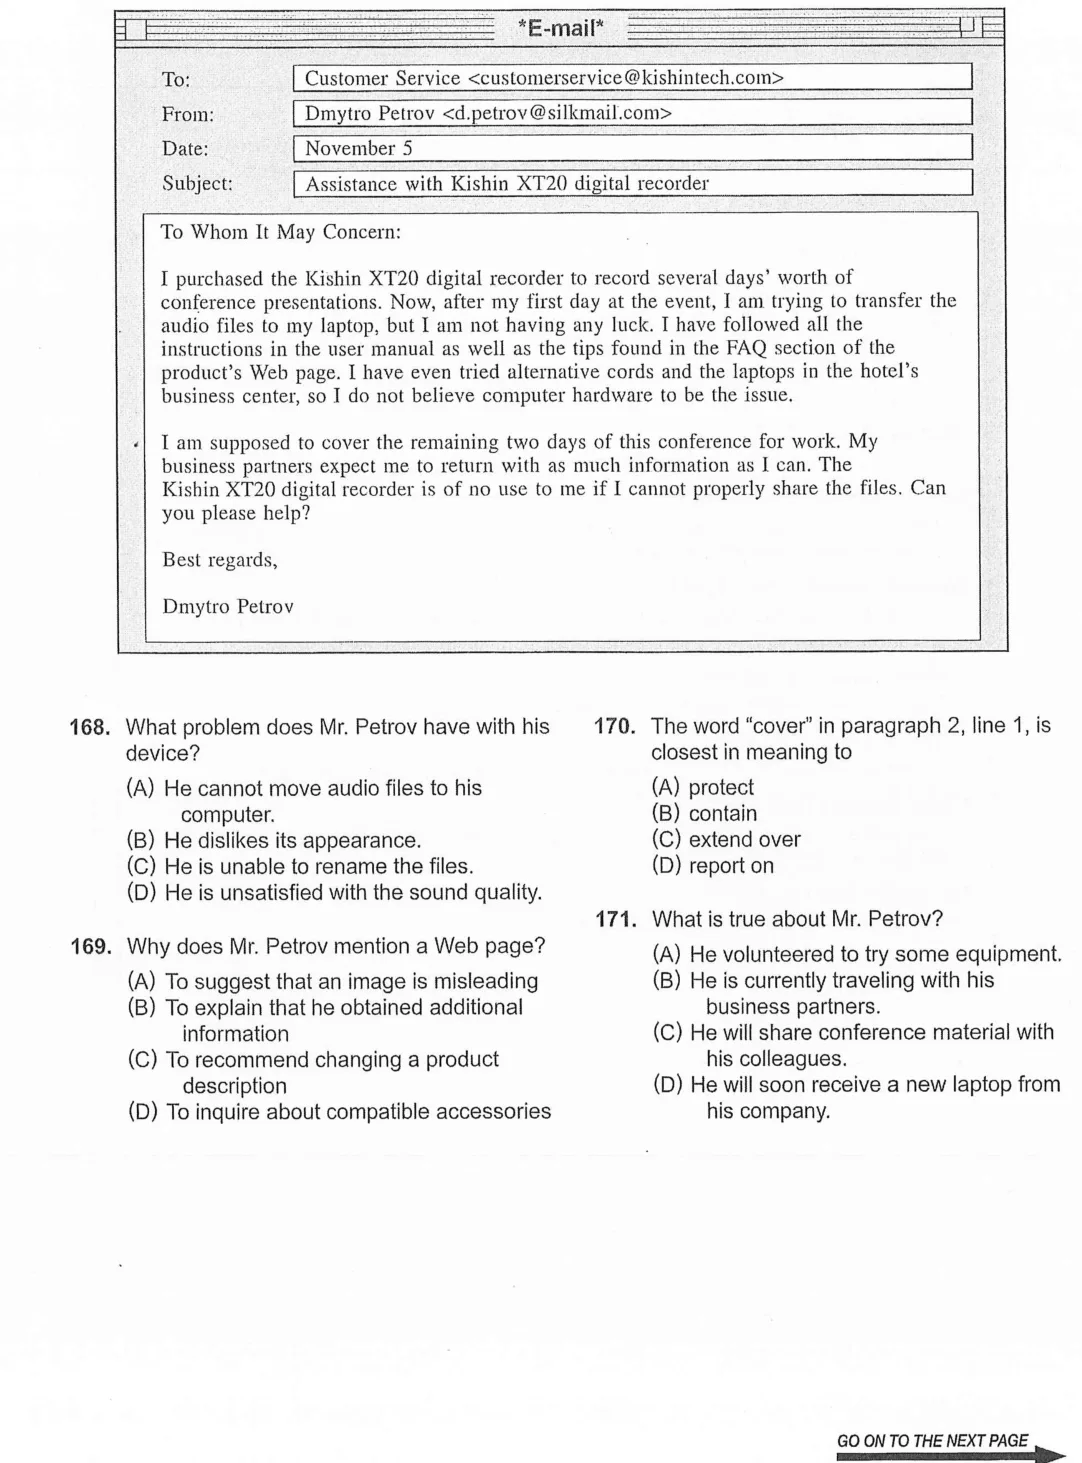 *E-mail*
To: Customer Service <customerservice@kishintech.com>
From: Dmytro Petrov <d.petrov@silkmail.com>
Date: November 5
Subject: Assistance with Kishin XT20 digital recorder
To Whom It May Concern:
I purchased the Kishin XT20 digital recorder to record several days' worth of
conference presentations. Now, after my first day at the event, I am trying to transfer the
audio files to my laptop, but I am not having any luck. I have followed all the
instructions in the user manual as well as the tips found in the FAQ section of the
product's Web page. I have even tried alternative cords and the laptops in the hotel's
business center, so I do not believe computer hardware to be the issue.
I am supposed to cover the remaining two days of this conference for work. My
business partners expect me to return with as much information as I can. The
Kishin XT20 digital recorder is of no use to me if I cannot properly share the files. Can
you please help?
Best regards,
Dmytro Petrov
168. What problem does Mr. Petrov have with his
device?
(A) He cannot move audio files to his
computer.
(B) He dislikes its appearance.
(C) He is unable to rename the files.
(D) He is unsatisfied with the sound quality.
169. Why does Mr. Petrov mention a Web page?
(A) To suggest that an image is misleading
(B) To explain that he obtained additional
information
(C) To recommend changing a product
description
(D) To inquire about compatible accessories
170. The word "cover" in paragraph 2, line 1, is
closest in meaning to
(A) protect
(B) contain
(C) extend over
(D) report on
171. What is true about Mr. Petrov?
(A) He volunteered to try some equipment.
(B) He is currently traveling with his
business partners.
(C) He will share conference material with
his colleagues.
(D) He will soon receive a new laptop from
his company.
GO ON TO THE NEXT PAGE